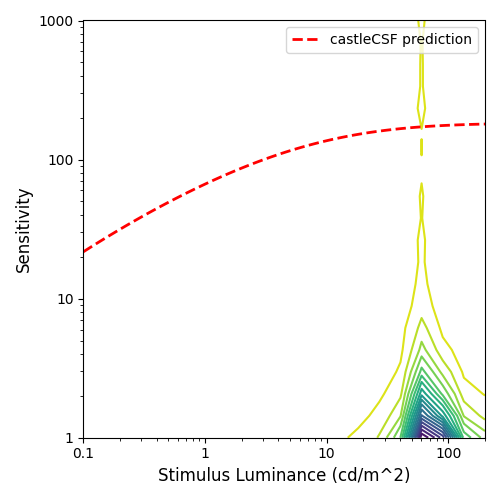 1000
castleCSF prediction
100
Sensitivity
10
1
0.1 1 10 100
Stimulus Luminance (cd/m^2)